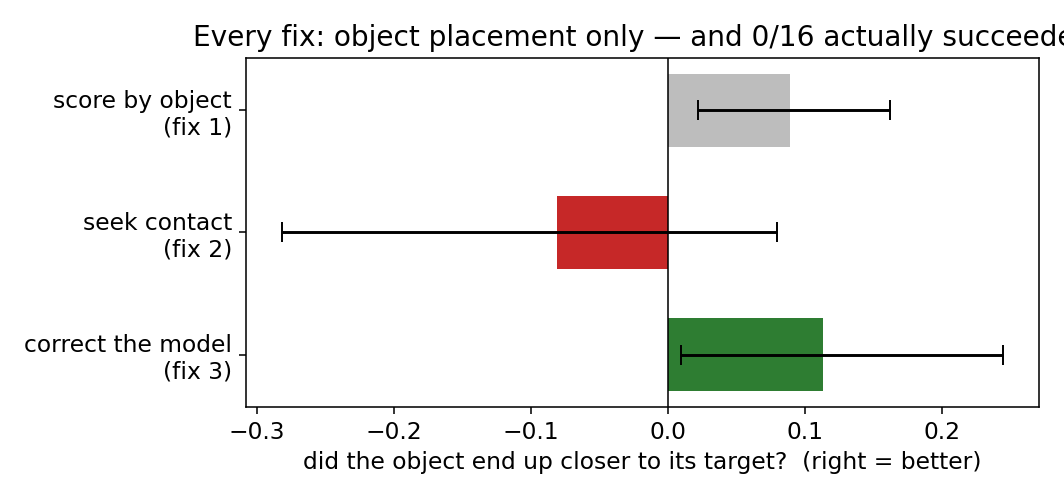 Every fix: object placement only — and 0/16 actually succeede
score by object
(fix 1)
seek contact
(fix 2)
correct the model
(fix 3)
−0.3 −0.2 −0.1 0.0 0.1 0.2
did the object end up closer to its target?  (right = better)